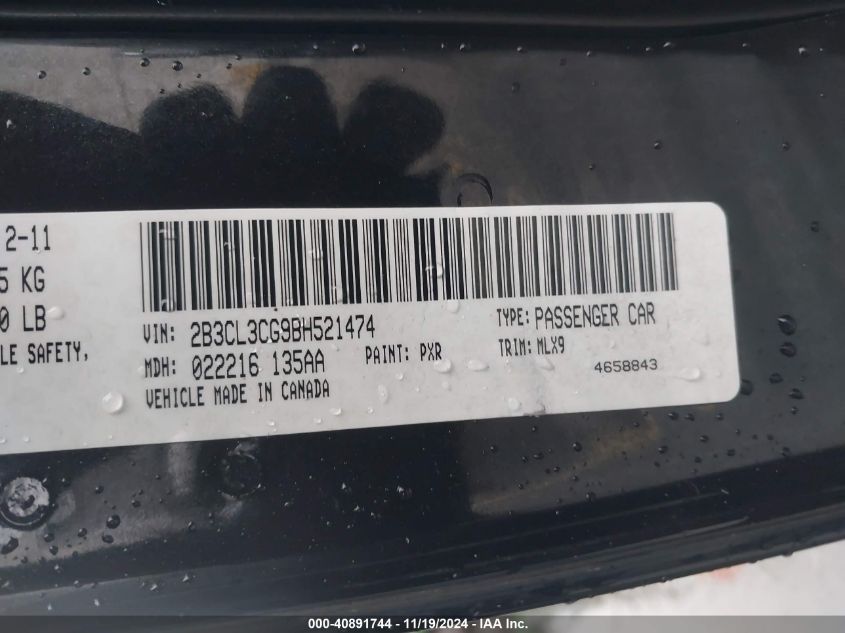 2-11
5 KG
0 LB
LE SAFETY,
VIN: 2B3CL3CG9BH521474
TYPE: PASSENGER CAR
MDH: 022216 135AA
PAINT: PXR
TRIM: MLX9
VEHICLE MADE IN CANADA
4658843
000-40891744 - 11/19/2024 - IAA Inc.